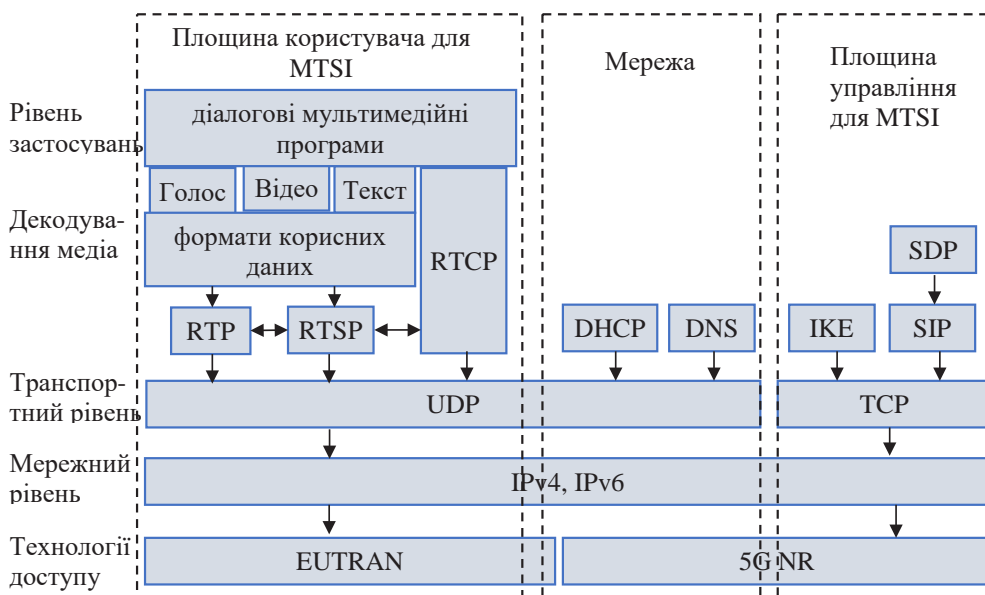 Площина користувача для
MTSI
Мережа
Площина
управління
для MTSI
Рівень
застосувань
діалогові мультимедійні
програми
Голос
Відео
Текст
Декодува-
ння медіа
формати корисних
даних
RTCP
SDP
RTP
RTSP
DHCP
DNS
IKE
SIP
Транспор-
тний рівень
UDP
TCP
Мережний
рівень
IPv4, IPv6
Технології
доступу
EUTRAN
5G NR